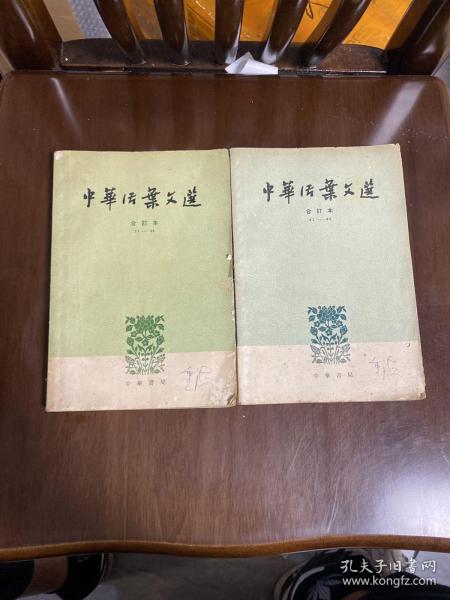 中華活葉文選
合訂本
中華書局
中華活葉文選
合訂本
中華書局
孔夫子旧书网
www.kongfz.com